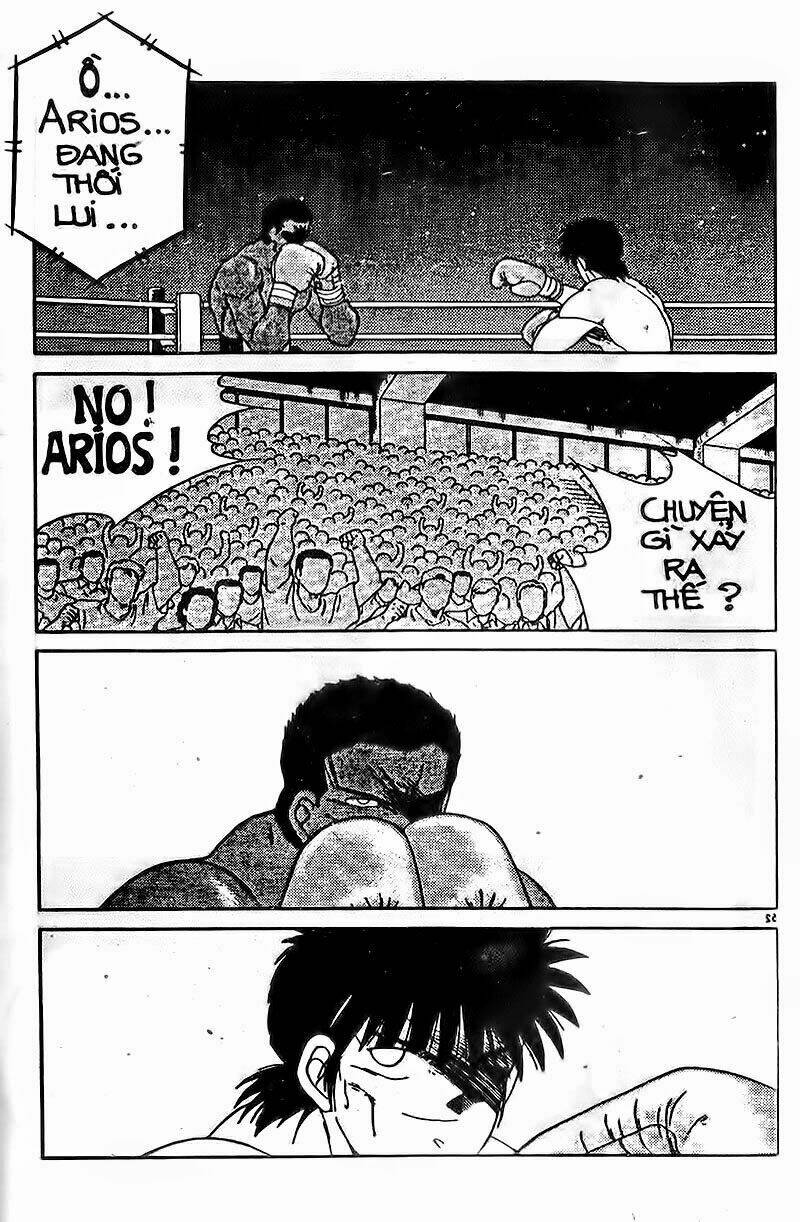 Ồ...
ARIOS...
ĐANG
THỐI
LUI...
NO!
ARIOS!
CHUYỆN
GÌ XẢY
RA
THẾ?
52